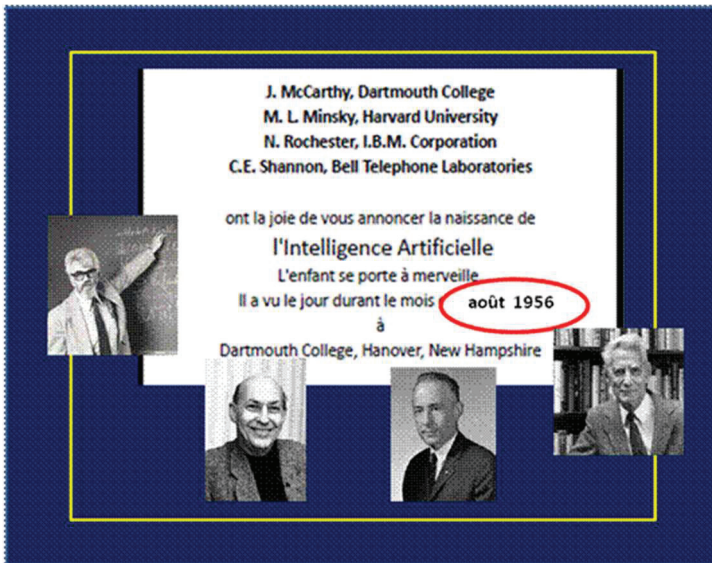 J. McCarthy, Dartmouth College
M. L. Minsky, Harvard University
N. Rochester, I.B.M. Corporation
C.E. Shannon, Bell Telephone Laboratories
ont la joie de vous annoncer la naissance de
l'Intelligence Artificielle
L'enfant se porte à merveille
Il a vu le jour durant le mois août 1956
à
Dartmouth College, Hanover, New Hampshire